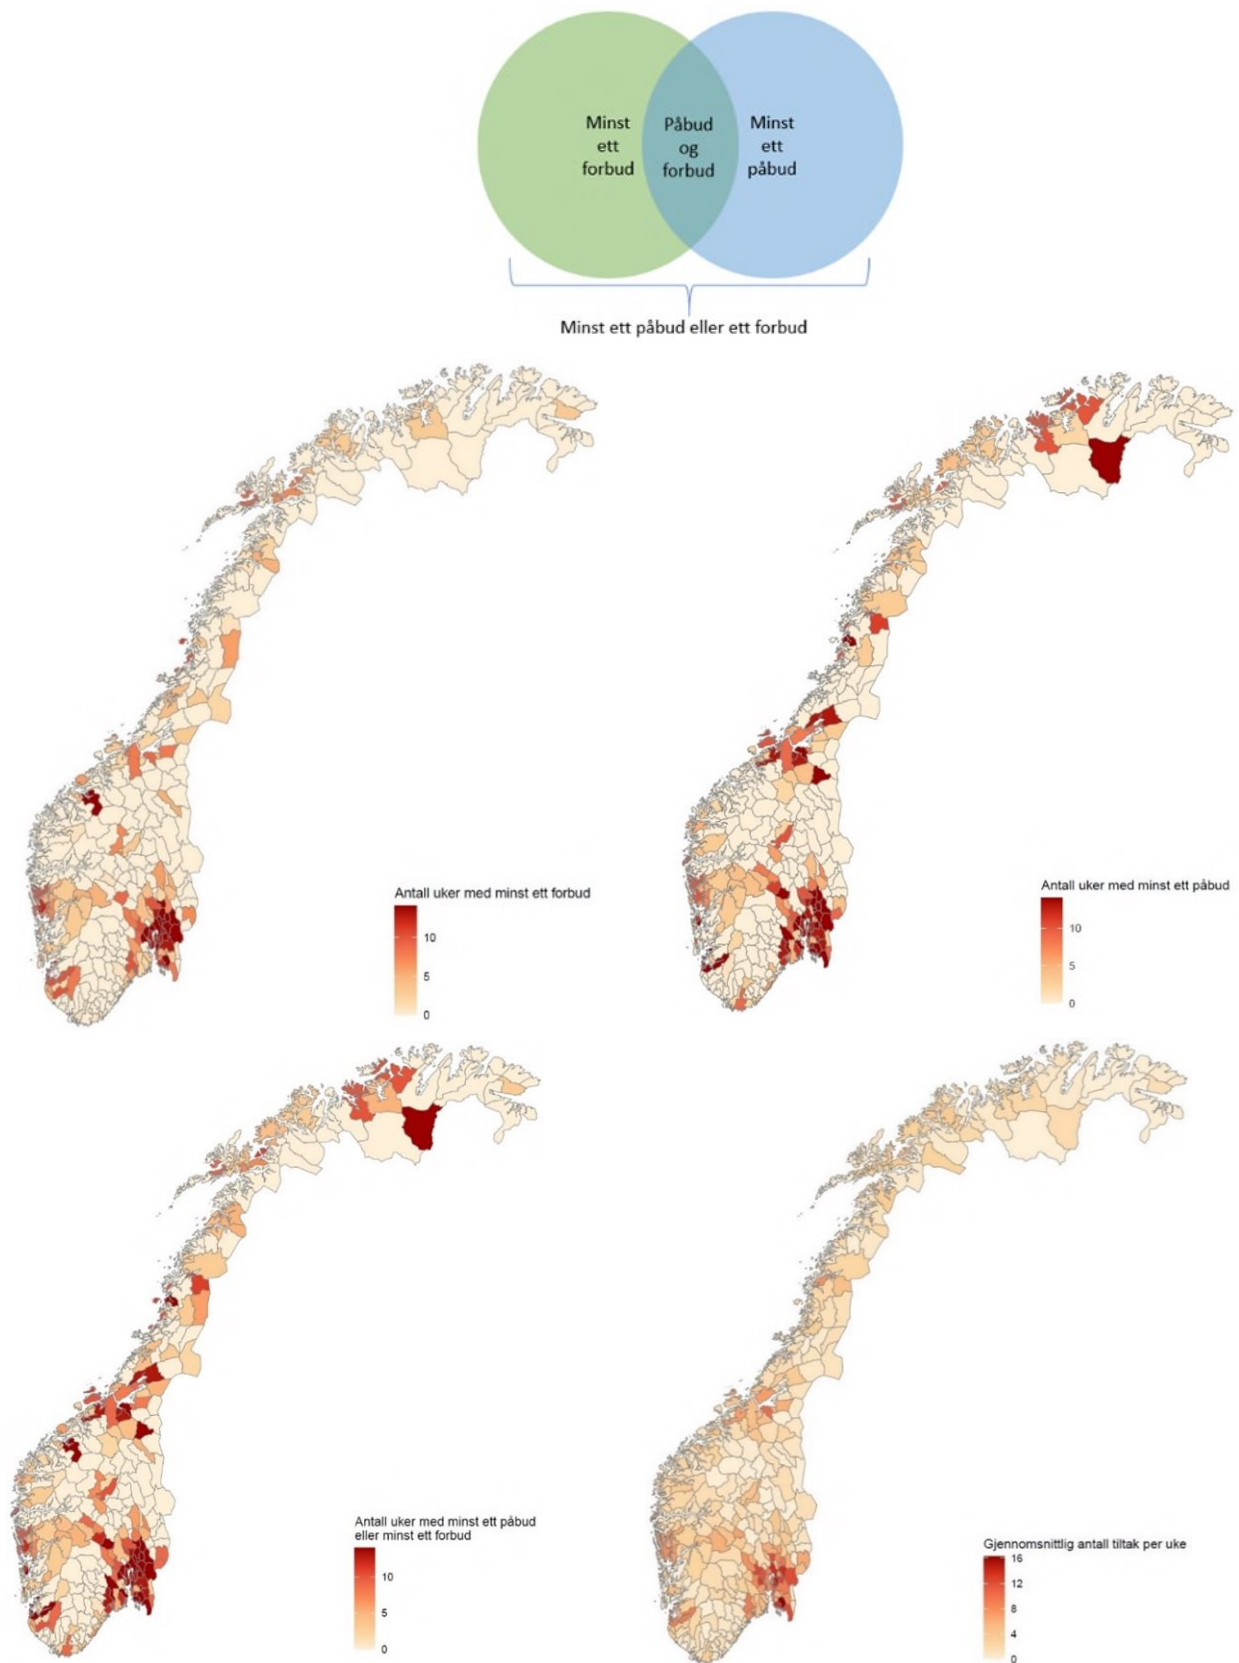 Minst
ett
forbud
Påbud
og
forbud
Minst
ett
påbud
Minst ett påbud eller ett forbud
Antall uker med minst ett forbud
10
5
0
Antall uker med minst ett påbud
10
5
0
Antall uker med minst ett påbud
eller minst ett forbud
10
5
0
Gjennomsnittlig antall tiltak per uke
16
12
8
4
0